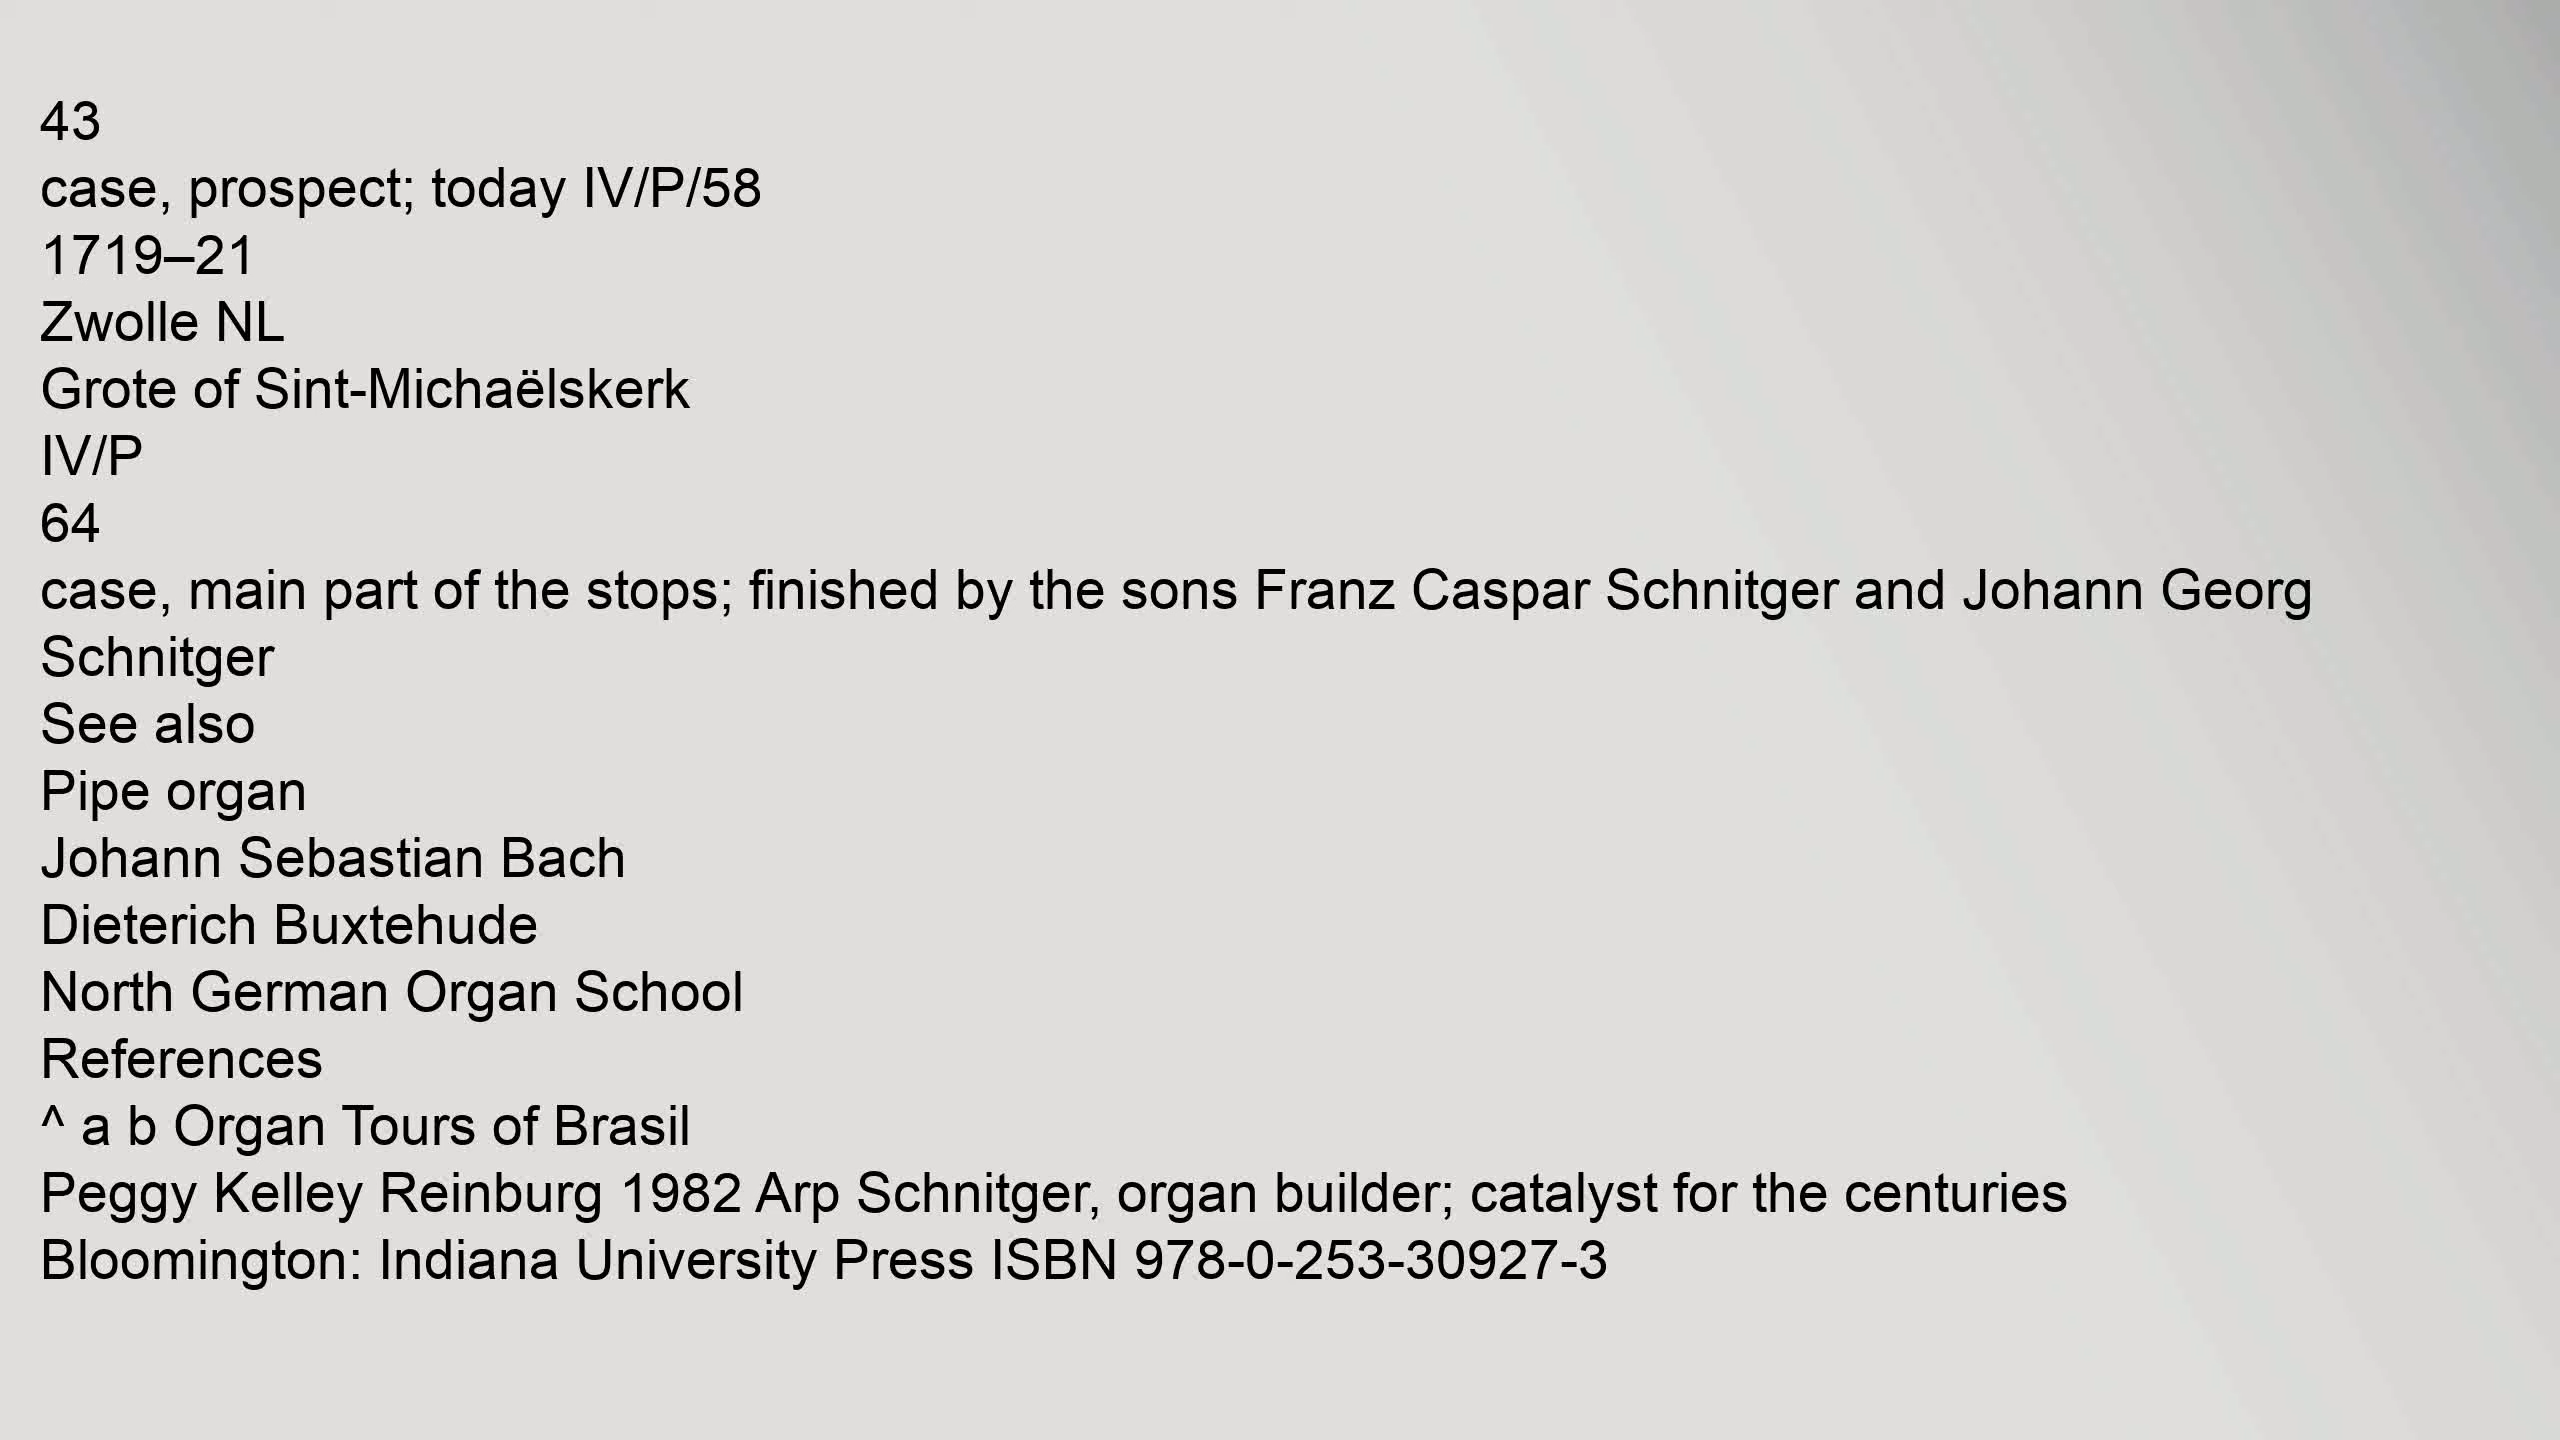 43
case, prospect; today IV/P/58
1719–21
Zwolle NL
Grote of Sint-Michaëlskerk
IV/P
64
case, main part of the stops; finished by the sons Franz Caspar Schnitger and Johann Georg
Schnitger
See also
Pipe organ
Johann Sebastian Bach
Dieterich Buxtehude
North German Organ School
References
^ a b Organ Tours of Brasil
Peggy Kelley Reinburg 1982 Arp Schnitger, organ builder; catalyst for the centuries
Bloomington: Indiana University Press ISBN 978-0-253-30927-3